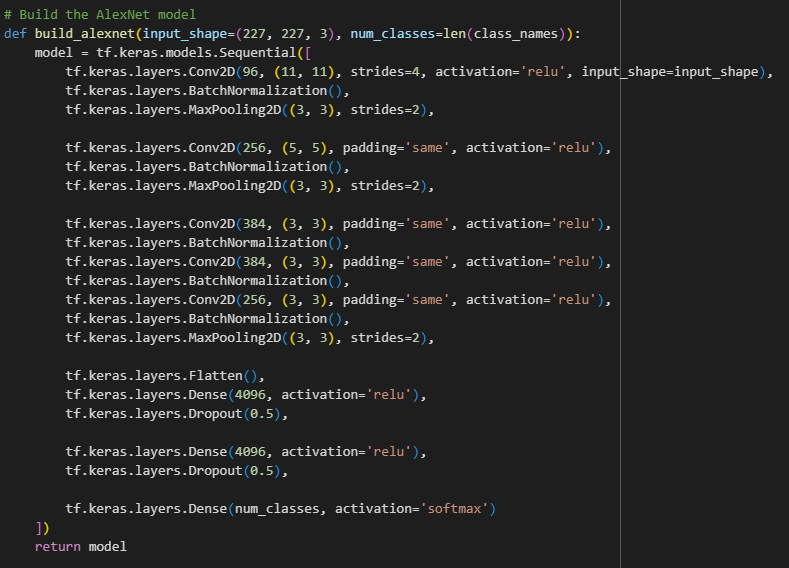 # Build the AlexNet model
def build_alexnet(input_shape=(227, 227, 3), num_classes=len(class_names)):
    model = tf.keras.models.Sequential([
        tf.keras.layers.Conv2D(96, (11, 11), strides=4, activation='relu', input_shape=input_shape),
        tf.keras.layers.BatchNormalization(),
        tf.keras.layers.MaxPooling2D((3, 3), strides=2),

        tf.keras.layers.Conv2D(256, (5, 5), padding='same', activation='relu'),
        tf.keras.layers.BatchNormalization(),
        tf.keras.layers.MaxPooling2D((3, 3), strides=2),

        tf.keras.layers.Conv2D(384, (3, 3), padding='same', activation='relu'),
        tf.keras.layers.BatchNormalization(),
        tf.keras.layers.Conv2D(384, (3, 3), padding='same', activation='relu'),
        tf.keras.layers.BatchNormalization(),
        tf.keras.layers.Conv2D(256, (3, 3), padding='same', activation='relu'),
        tf.keras.layers.BatchNormalization(),
        tf.keras.layers.MaxPooling2D((3, 3), strides=2),

        tf.keras.layers.Flatten(),
        tf.keras.layers.Dense(4096, activation='relu'),
        tf.keras.layers.Dropout(0.5),

        tf.keras.layers.Dense(4096, activation='relu'),
        tf.keras.layers.Dropout(0.5),

        tf.keras.layers.Dense(num_classes, activation='softmax')
    ])
    return model